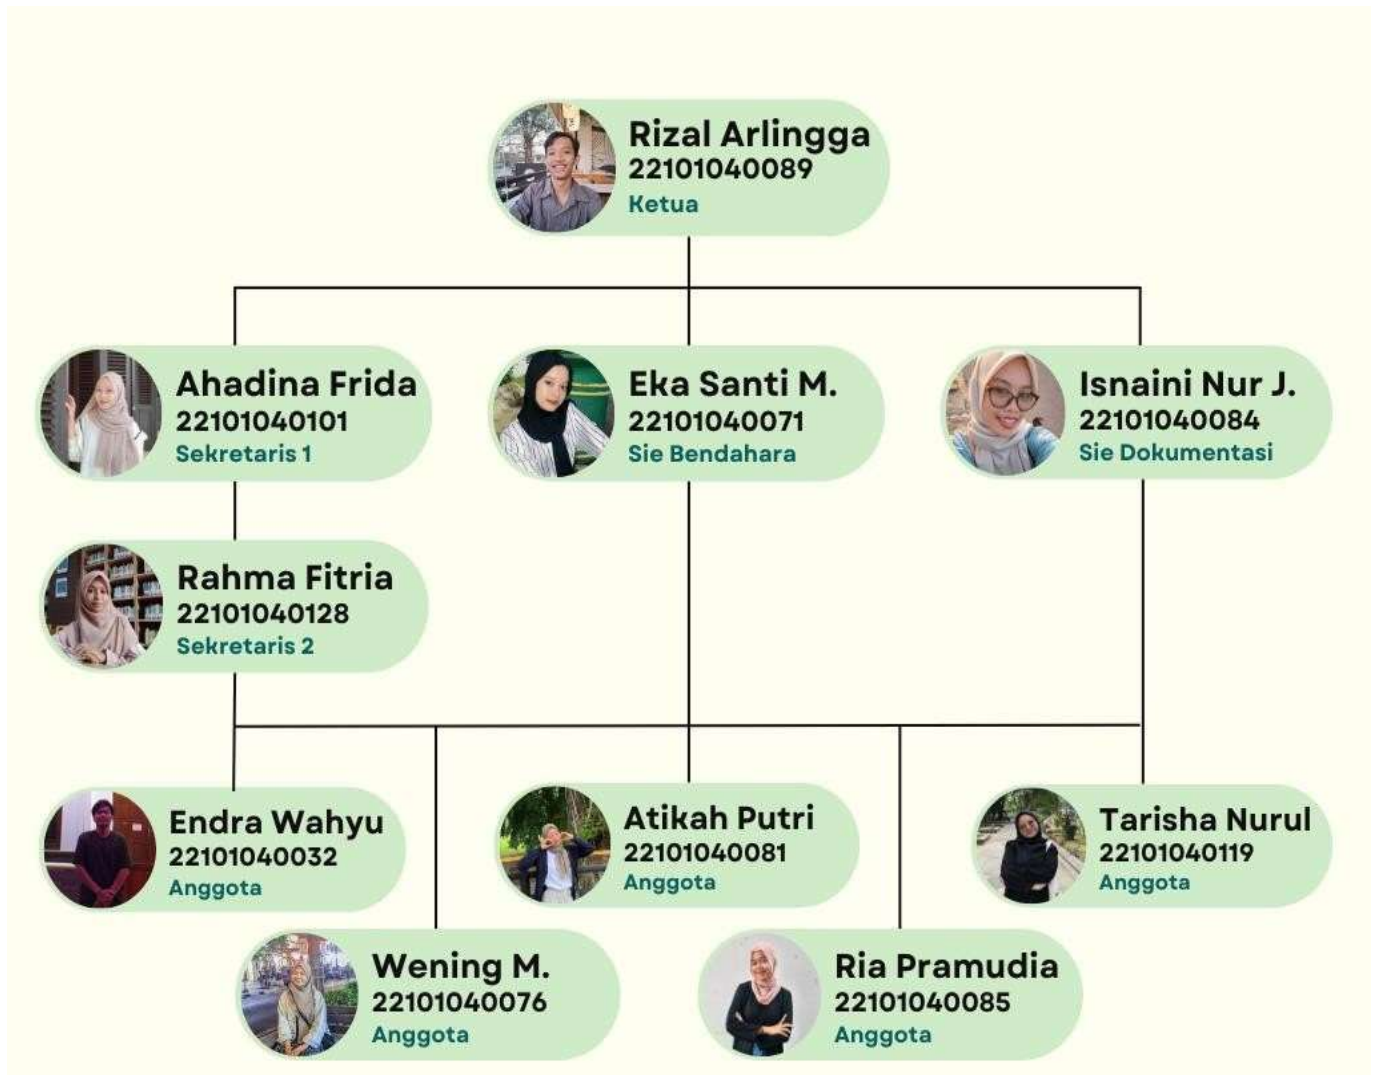 Rizal Arlingga
22101040089
Ketua
Ahadina Frida
22101040101
Sekretaris 1
Eka Santi M.
22101040071
Sie Bendahara
Isnaini Nur J.
22101040084
Sie Dokumentasi
Rahma Fitria
22101040128
Sekretaris 2
Endra Wahyu
22101040032
Anggota
Atikah Putri
22101040081
Anggota
Tarisha Nurul
22101040119
Anggota
Wening M.
22101040076
Anggota
Ria Pramudia
22101040085
Anggota